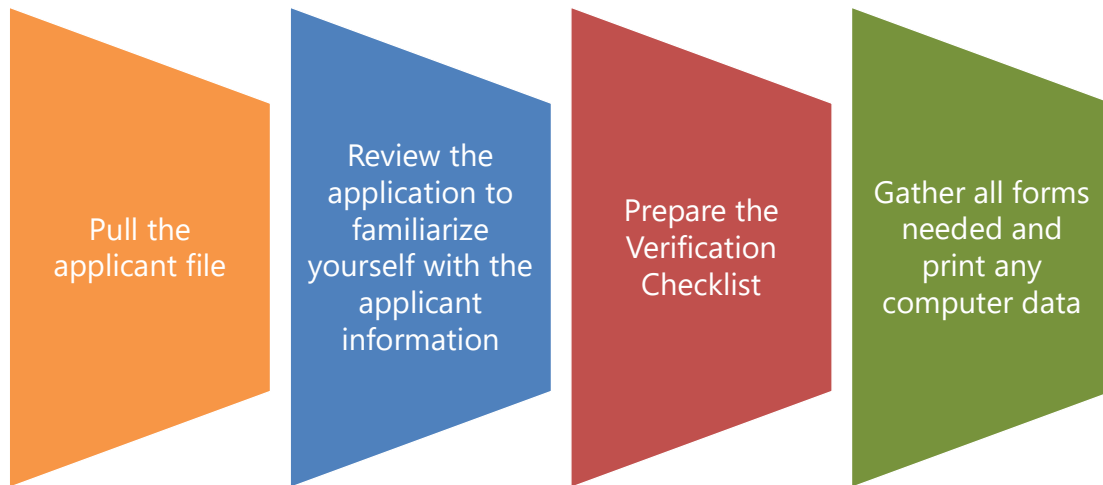 Pull the
applicant file
Review the
application to
familiarize
yourself with the
applicant
information
Prepare the
Verification
Checklist
Gather all forms
needed and
print any
computer data